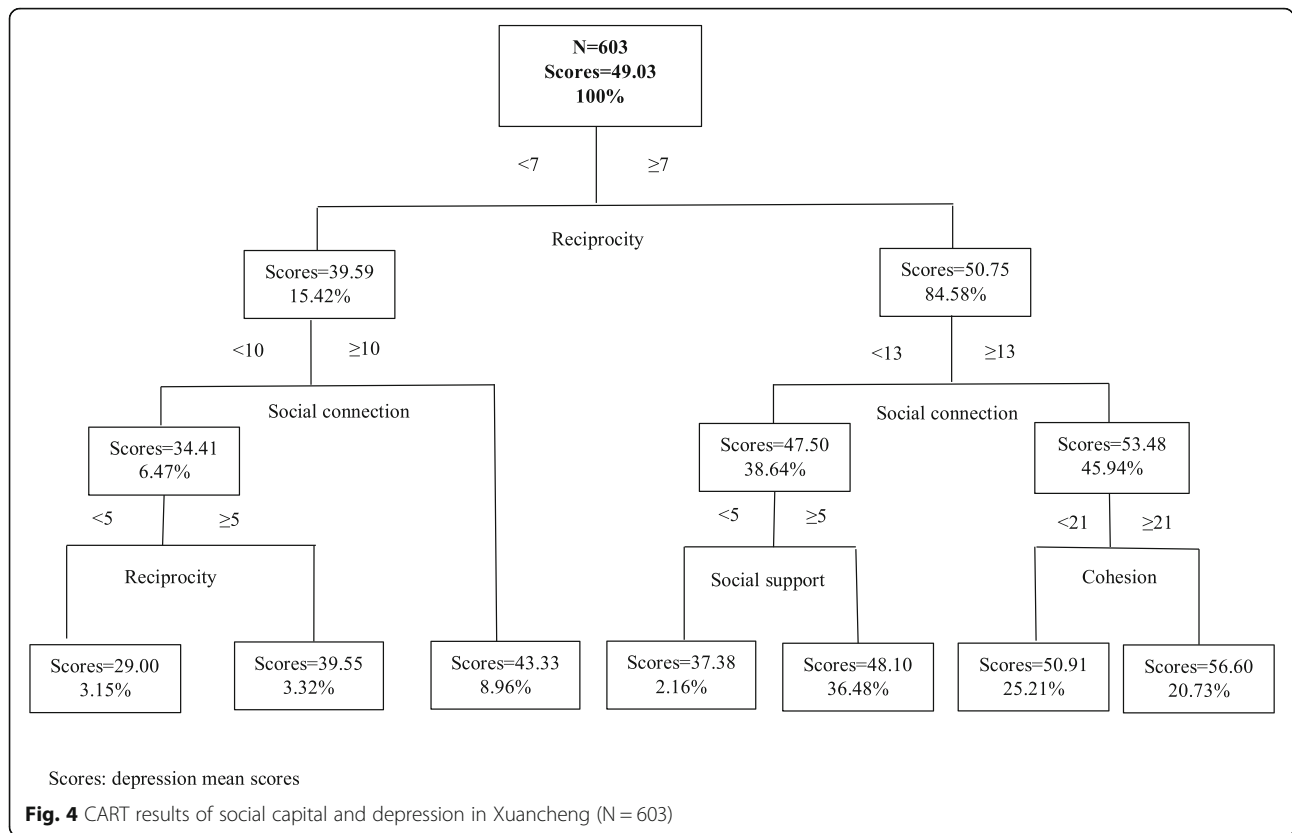 N=603
Scores=49.03
100%
<7
≥7
Reciprocity
Scores=39.59
15.42%
Scores=50.75
84.58%
<10
≥10
<13
≥13
Social connection
Social connection
Scores=34.41
6.47%
Scores=47.50
38.64%
Scores=53.48
45.94%
<5
≥5
<5
≥5
<21
≥21
Reciprocity
Social support
Cohesion
Scores=29.00
3.15%
Scores=39.55
3.32%
Scores=43.33
8.96%
Scores=37.38
2.16%
Scores=48.10
36.48%
Scores=50.91
25.21%
Scores=56.60
20.73%
Scores: depression mean scores
Fig. 4 CART results of social capital and depression in Xuancheng (N = 603)